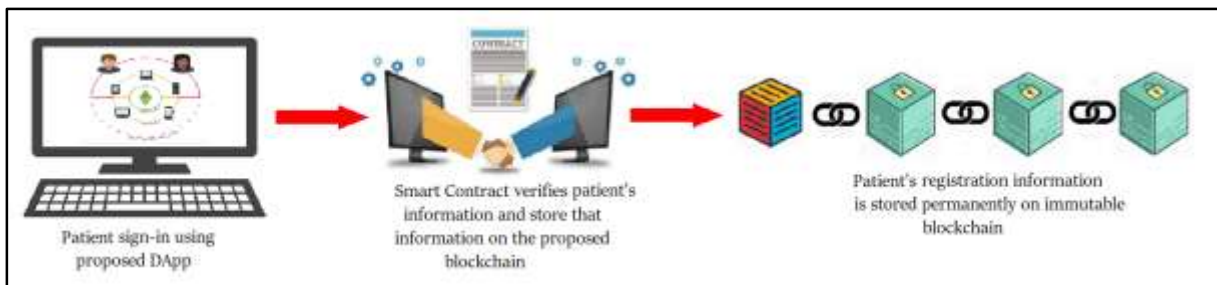 CONTRACT
Patient sign-in using
proposed DApp
Smart Contract verifies patient's
information and store that
information on the proposed
blockchain
Patient's registration information
is stored permanently on immutable
blockchain